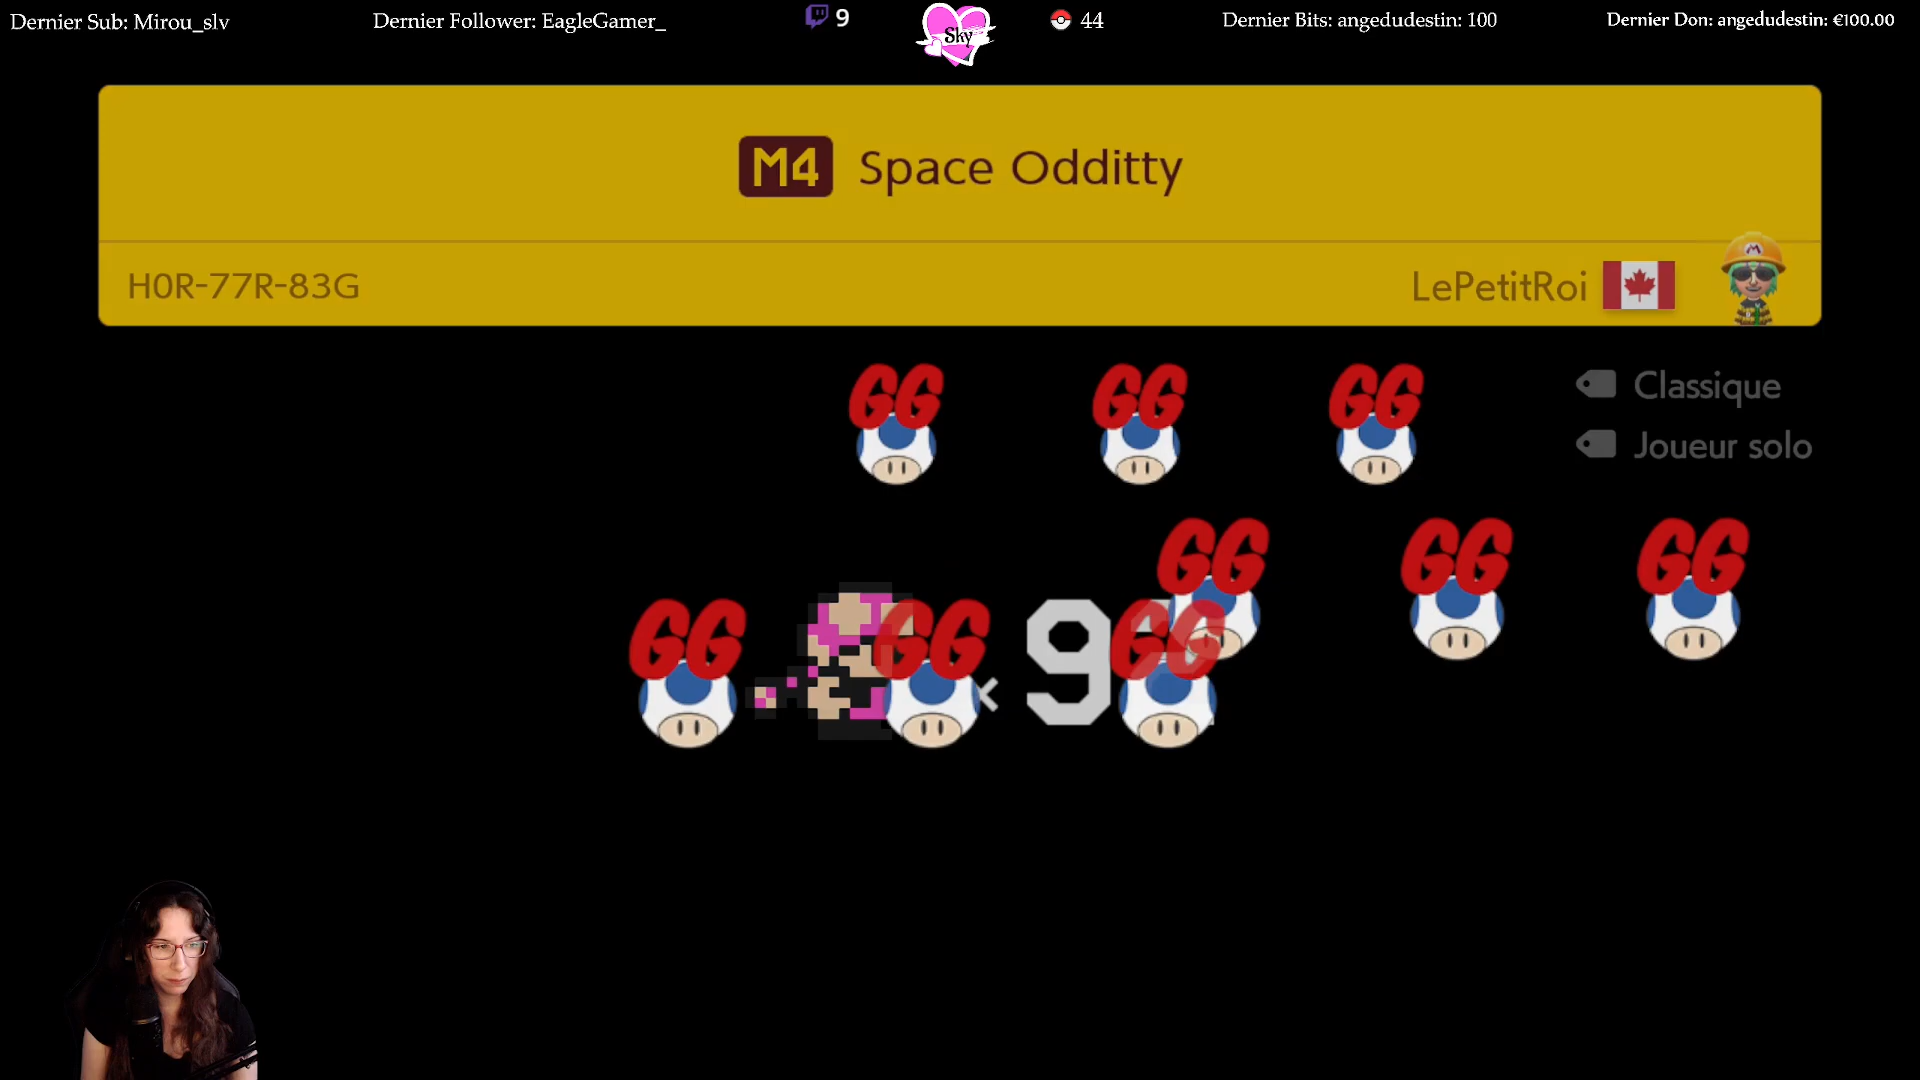 Dernier Sub: Mirou_slv
Dernier Follower: EagleGamer_
9
Sky
44
Dernier Bits: angedudestin: 100
Dernier Don: angedudestin: €100.00
M4 Space Odditty
H0R-77R-83G
LePetitRoi
M
GG GG GG
Classique
Joueur solo
GG GG GG
GG GG GG
× 9